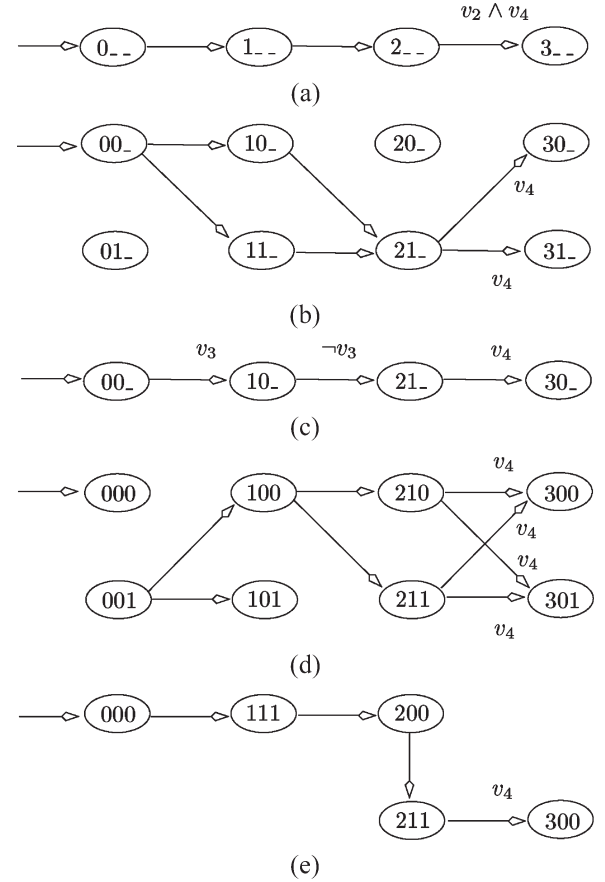 v₂ ∧ v₄
0_ _ 1_ _ 2_ _ 3_ _
(a)
00_ 10_ 20_ 30_
v₄
01_ 11_ 21_ 31_
v₄
(b)
v₃ ¬v₃ v₄
00_ 10_ 21_ 30_
(c)
v₄
000 100 210 300
v₄
v₄
001 101 211 301
v₄
(d)
000 111 200
v₄
211 300
(e)